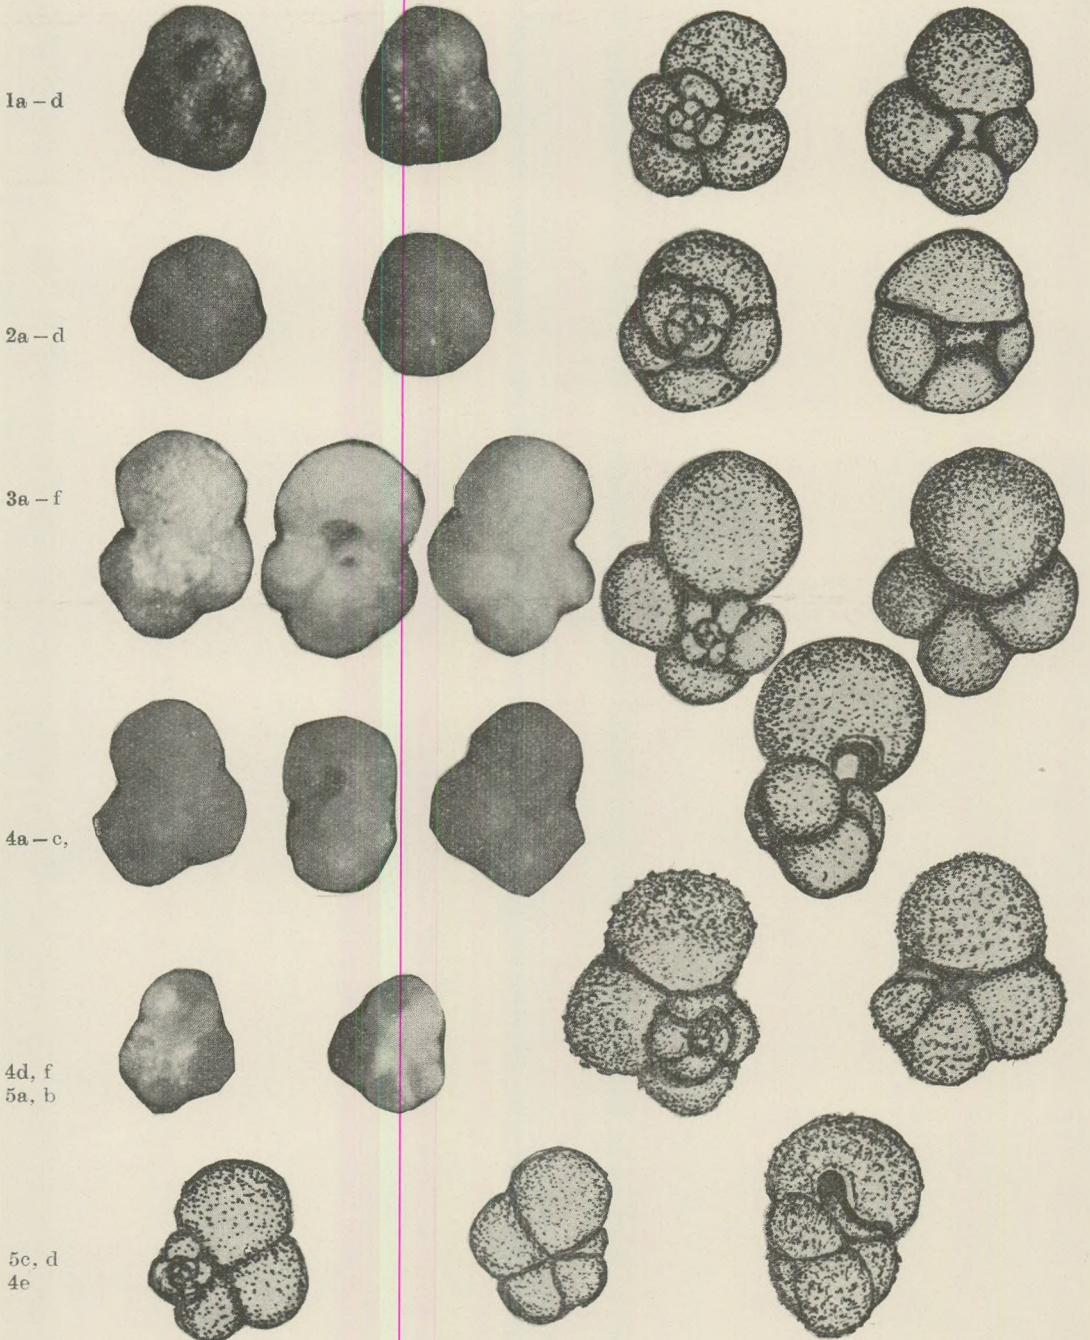 1a – d
2a – d
3a – f
4a – c,
4d, f
5a, b
5c, d
4e